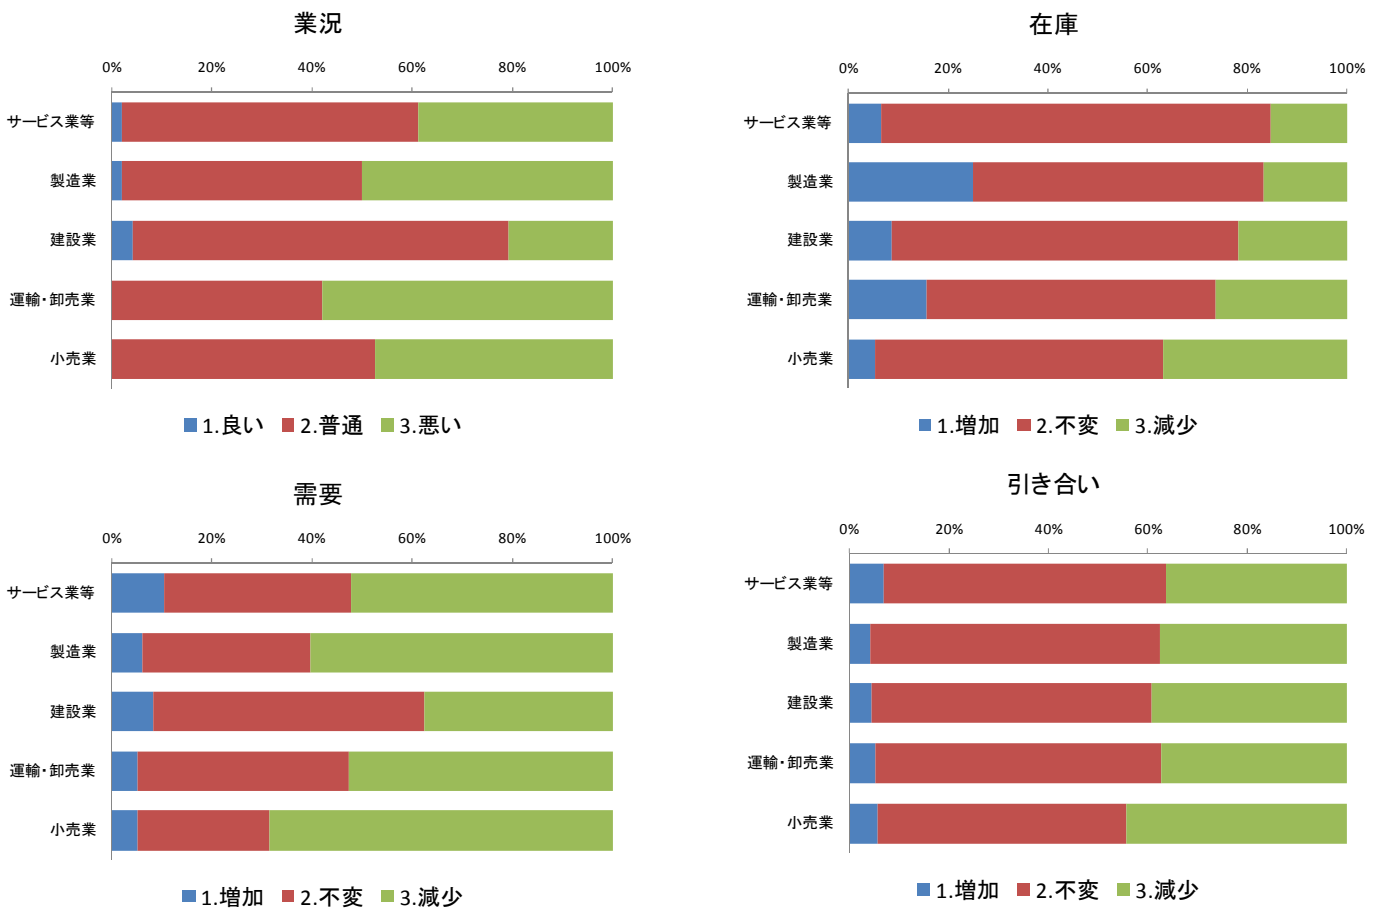 業況
0% 20% 40% 60% 80% 100%
サービス業等
製造業
建設業
運輸・卸売業
小売業
1.良い 2.普通 3.悪い
在庫
0% 20% 40% 60% 80% 100%
サービス業等
製造業
建設業
運輸・卸売業
小売業
1.増加 2.不変 3.減少
需要
0% 20% 40% 60% 80% 100%
サービス業等
製造業
建設業
運輸・卸売業
小売業
1.増加 2.不変 3.減少
引き合い
0% 20% 40% 60% 80% 100%
サービス業等
製造業
建設業
運輸・卸売業
小売業
1.増加 2.不変 3.減少